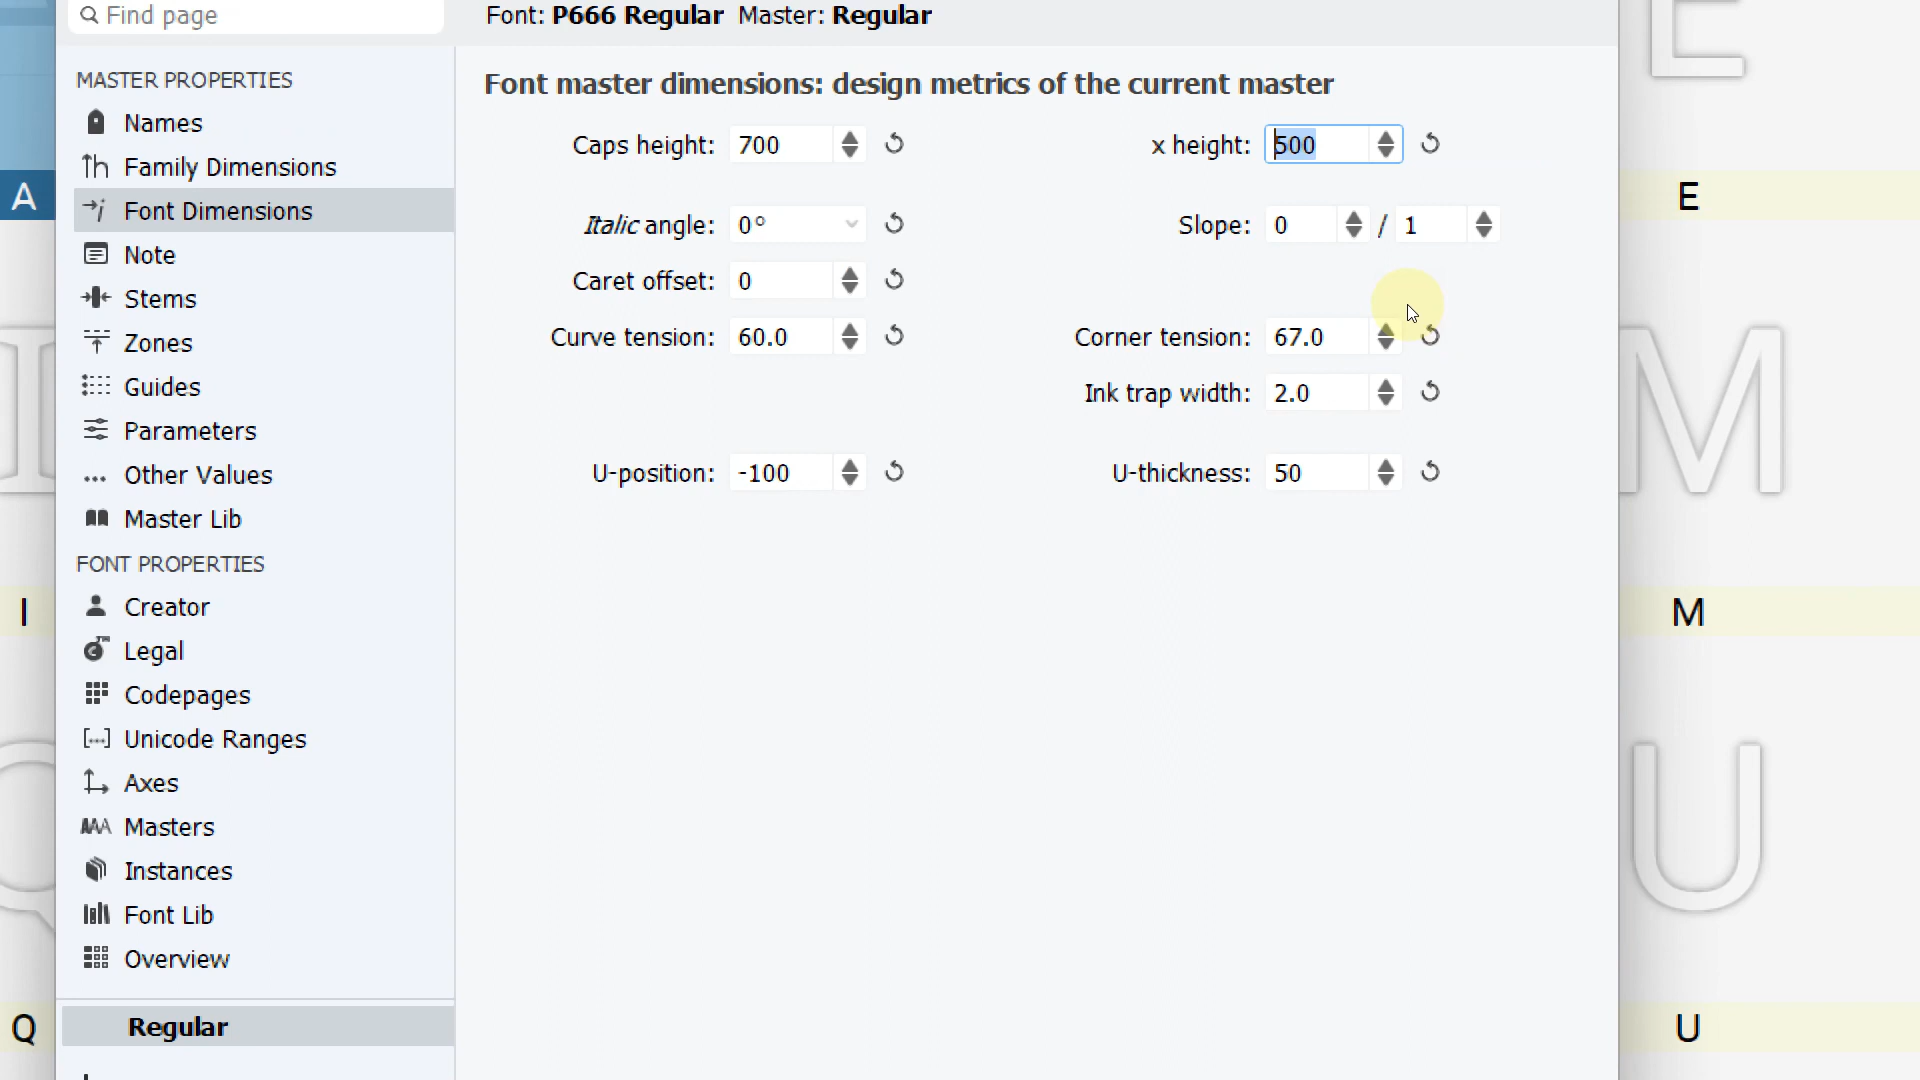 Find page
Font: P666 Regular Master: Regular
MASTER PROPERTIES
Names
Family Dimensions
Font Dimensions
Note
Stems
Zones
Guides
Parameters
Other Values
Master Lib
FONT PROPERTIES
Creator
Legal
Codepages
Unicode Ranges
Axes
Masters
Instances
Font Lib
Overview
Regular
Font master dimensions: design metrics of the current master
Caps height: 700
x height: 500
Italic angle: 0°
Slope: 0 / 1
Caret offset: 0
Curve tension: 60.0
Corner tension: 67.0
Ink trap width: 2.0
U-position: -100
U-thickness: 50
A
I
I
Q
Q
E
E
M
M
U
U